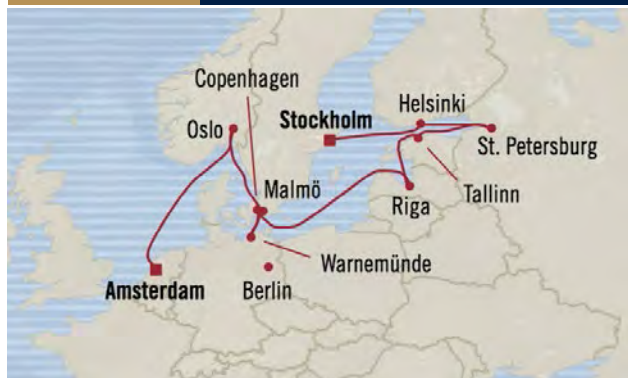 Copenhagen
Helsinki
Oslo
Stockholm
St. Petersburg
Malmö
Tallinn
Riga
Warnemünde
Amsterdam
Berlin